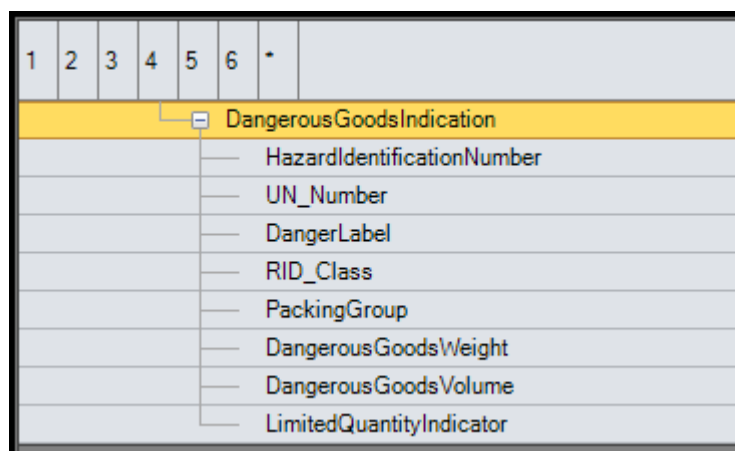 1 2 3 4 5 6 *
DangerousGoodsIndication
HazardIdentificationNumber
UN_Number
DangerLabel
RID_Class
PackingGroup
DangerousGoodsWeight
DangerousGoodsVolume
LimitedQuantityIndicator